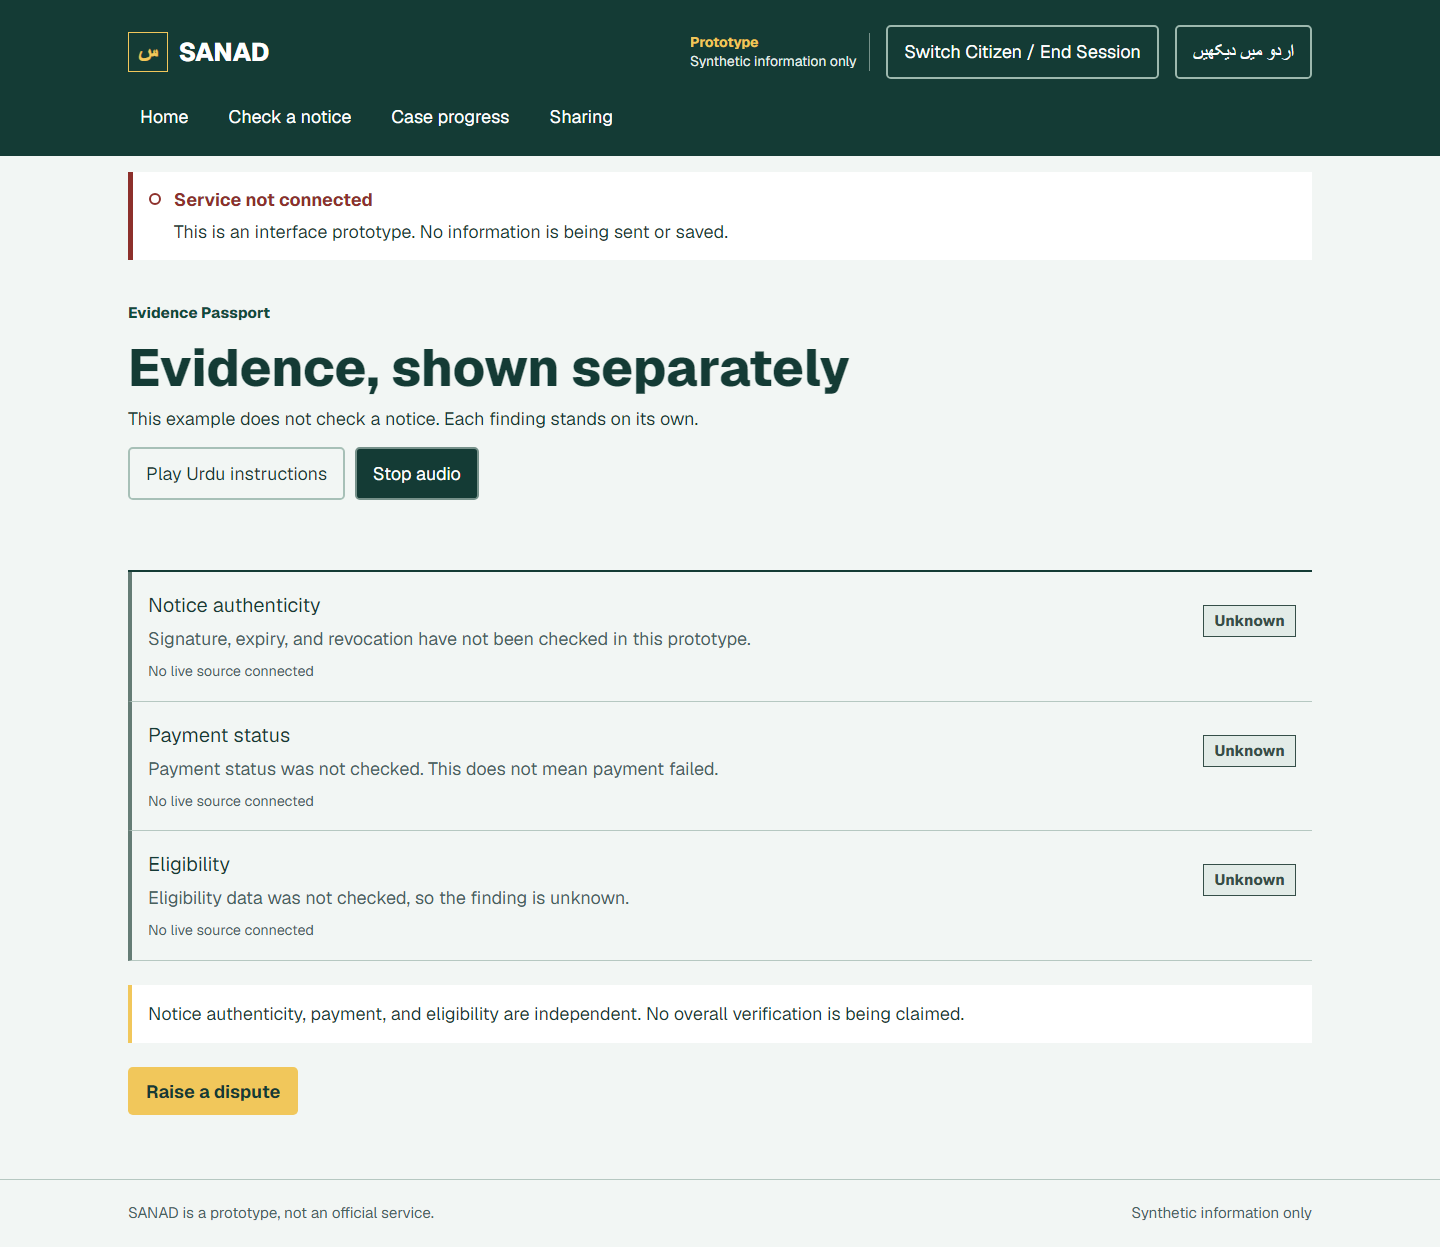 س SANAD
Prototype
Synthetic information only
Switch Citizen / End Session
اردو میں دیکھیں
Home Check a notice Case progress Sharing
Service not connected
This is an interface prototype. No information is being sent or saved.
Evidence Passport
Evidence, shown separately
This example does not check a notice. Each finding stands on its own.
Play Urdu instructions Stop audio
Notice authenticity
Unknown
Signature, expiry, and revocation have not been checked in this prototype.
No live source connected
Payment status
Unknown
Payment status was not checked. This does not mean payment failed.
No live source connected
Eligibility
Unknown
Eligibility data was not checked, so the finding is unknown.
No live source connected
Notice authenticity, payment, and eligibility are independent. No overall verification is being claimed.
Raise a dispute
SANAD is a prototype, not an official service.
Synthetic information only